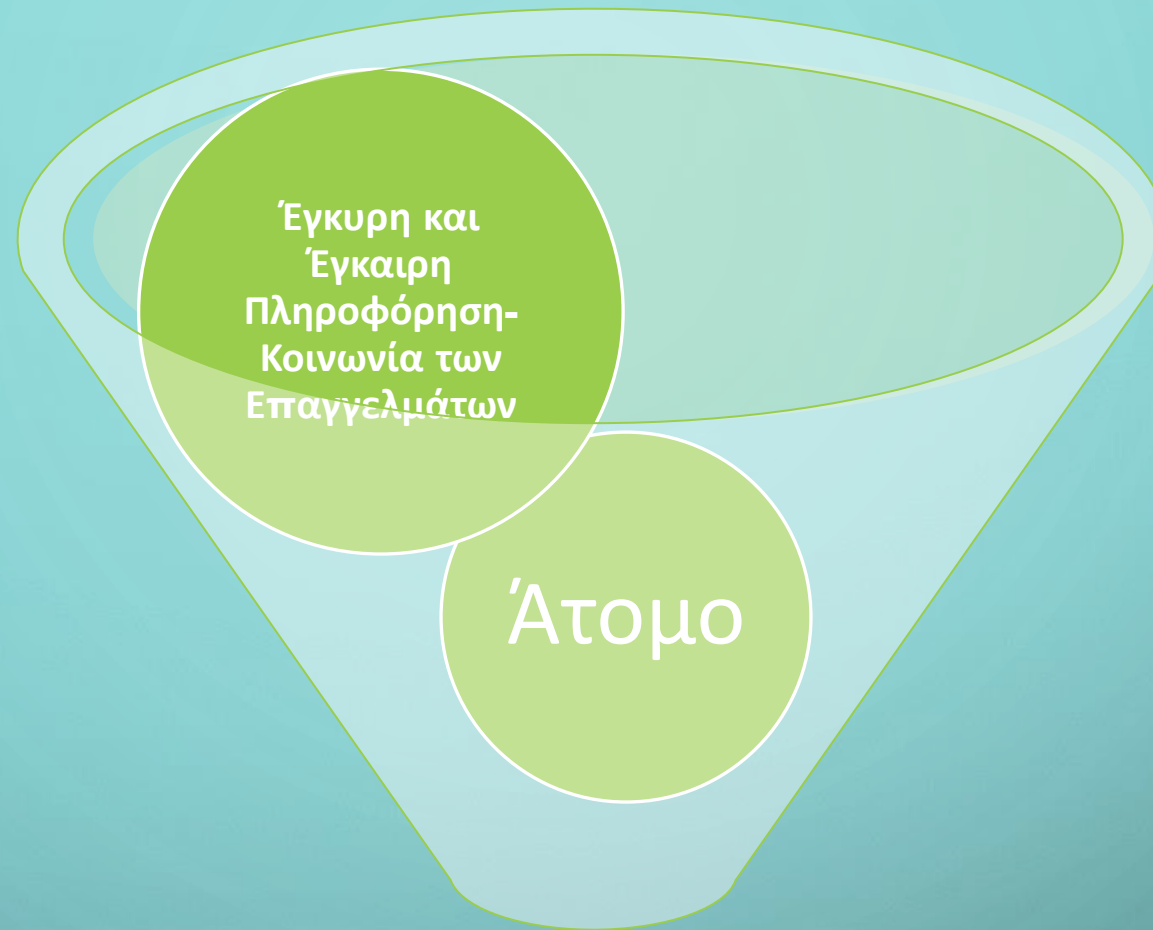 Έγκυρη και
Έγκαιρη
Πληροφόρηση-
Κοινωνία των
Επαγγελμάτων
Άτομο